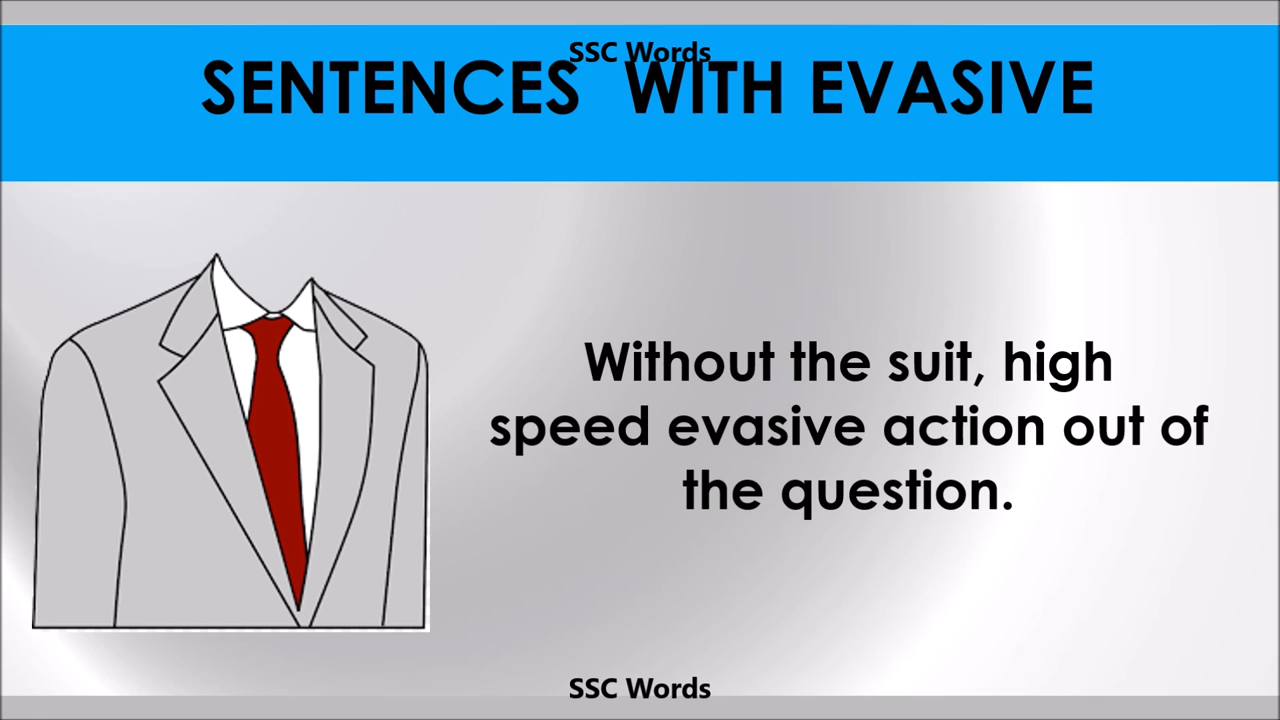 SSC Words
SENTENCES WITH EVASIVE
Without the suit, high
speed evasive action out of
the question.
SSC Words